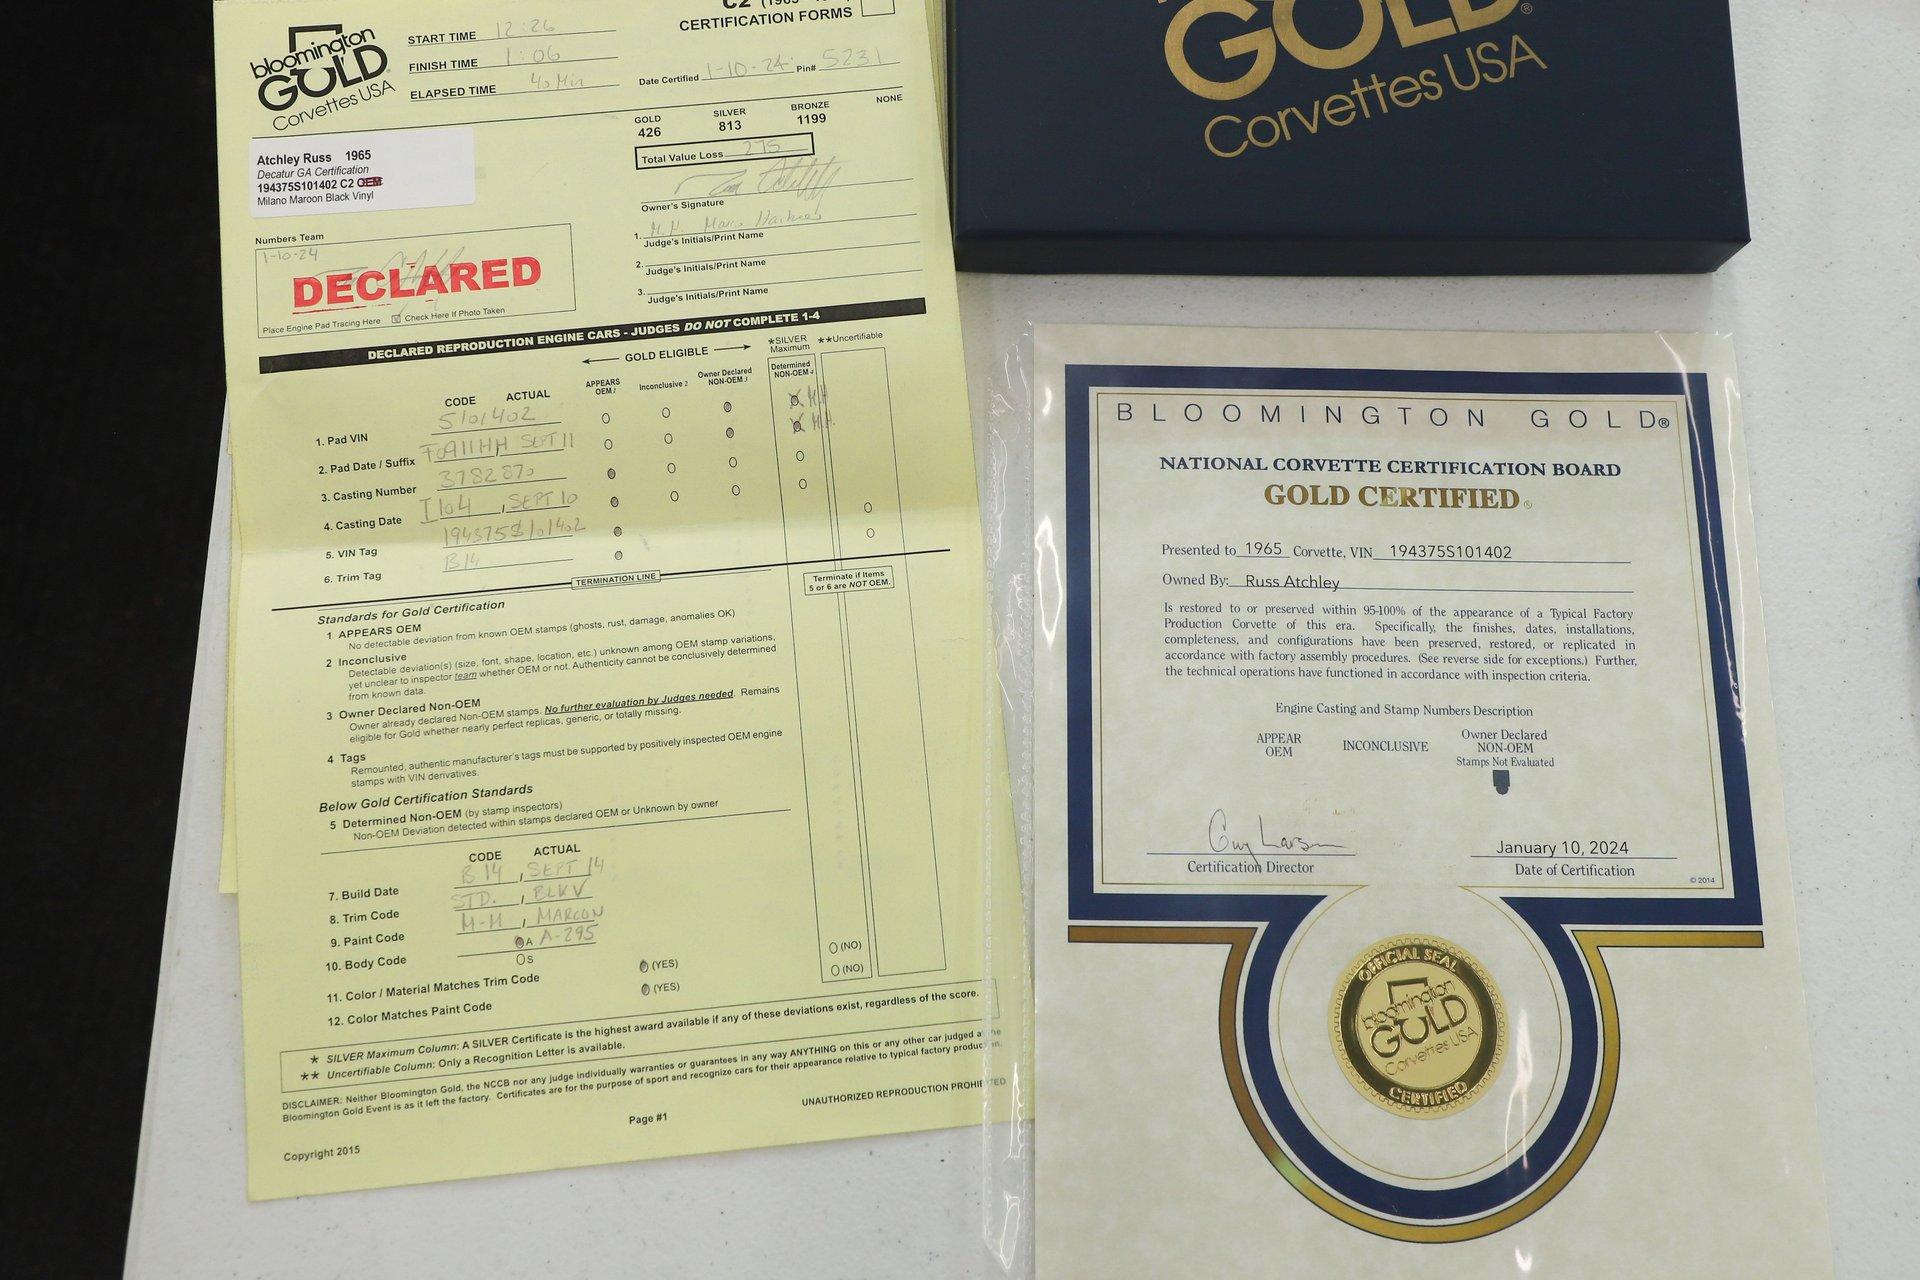 bloomington
GOLD
Corvettes USA
START TIME 12:26
FINISH TIME 1:06
ELAPSED TIME 40 Min
CERTIFICATION FORMS
Date Certified 1-10-24 Pin# 5231
GOLD SILVER BRONZE NONE
426 813 1199
Total Value Loss 275
Owner's Signature
1.
Judge's Initials/Print Name
2.
Judge's Initials/Print Name
3.
Judge's Initials/Print Name
Atchley Russ 1965
Decatur GA Certification
194375S101402 C2 OEM
Milano Maroon Black Vinyl
Numbers Team
1-10-24
DECLARED
Place Engine Pad Tracing Here Check Here If Photo Taken
DECLARED REPRODUCTION ENGINE CARS - JUDGES DO NOT COMPLETE 1-4
GOLD ELIGIBLE
*SILVER Maximum
**Uncertifiable
CODE ACTUAL
APPEARS OEM 1
Inconclusive 2
Owner Declared NON-OEM 3
Determined NON-OEM 4
1. Pad VIN 5101402 M.H
2. Pad Date / Suffix F0911HH SEPT 11 M.H.
3. Casting Number 3782870
4. Casting Date I104, SEPT 10
5. VIN Tag 194375S101402
6. Trim Tag B14
TERMINATION LINE
Terminate if Items
5 or 6 are NOT OEM.
Standards for Gold Certification
1 APPEARS OEM
No detectable deviation from known OEM stamps (ghosts, rust, damage, anomalies OK)
2 Inconclusive
Detectable deviation(s) (size, font, shape, location, etc.) unknown among OEM stamp variations,
yet unclear to inspector team whether OEM or not. Authenticity cannot be conclusively determined
from known data.
3 Owner Declared Non-OEM
Owner already declared Non-OEM stamps. No further evaluation by Judges needed. Remains
eligible for Gold whether nearly perfect replicas, generic, or totally missing.
4 Tags
Remounted, authentic manufacturer's tags must be supported by positively inspected OEM engine
stamps with VIN derivatives.
Below Gold Certification Standards
5 Determined Non-OEM (by stamp inspectors)
Non-OEM Deviation detected within stamps declared OEM or Unknown by owner
CODE ACTUAL
7. Build Date B 14, SEPT 14
8. Trim Code STD., BLKV
9. Paint Code M-M, MAROON
10. Body Code A A-295
S
11. Color / Material Matches Trim Code (YES) (NO)
12. Color Matches Paint Code (YES) (NO)
* SILVER Maximum Column: A SILVER Certificate is the highest award available if any of these deviations exist, regardless of the score.
** Uncertifiable Column: Only a Recognition Letter is available.
DISCLAIMER: Neither Bloomington Gold, the NCCB nor any judge individually warranties or guarantees in any way ANYTHING on this or any other car judged
Bloomington Gold Event is as it left the factory. Certificates are for the purpose of sport and recognize cars for their appearance relative to typical factory
UNAUTHORIZED REPRODUCTION PROHIBITED
Page #1
Copyright 2015
GOLD®
Corvettes USA
BLOOMINGTON GOLD®
NATIONAL CORVETTE CERTIFICATION BOARD
GOLD CERTIFIED®
Presented to 1965 Corvette, VIN 194375S101402
Owned By: Russ Atchley
Is restored to or preserved within 95-100% of the appearance of a Typical Factory
Production Corvette of this era. Specifically, the finishes, dates, installations,
completeness, and configurations have been preserved, restored, or replicated in
accordance with factory assembly procedures. (See reverse side for exceptions.) Further,
the technical operations have functioned in accordance with inspection criteria.
Engine Casting and Stamp Numbers Description
APPEAR OEM
INCONCLUSIVE
Owner Declared
NON-OEM
Stamps Not Evaluated
Guy Larsen
Certification Director
January 10, 2024
Date of Certification
© 2014
OFFICIAL SEAL
bloomington
GOLD
Corvettes USA
CERTIFIED